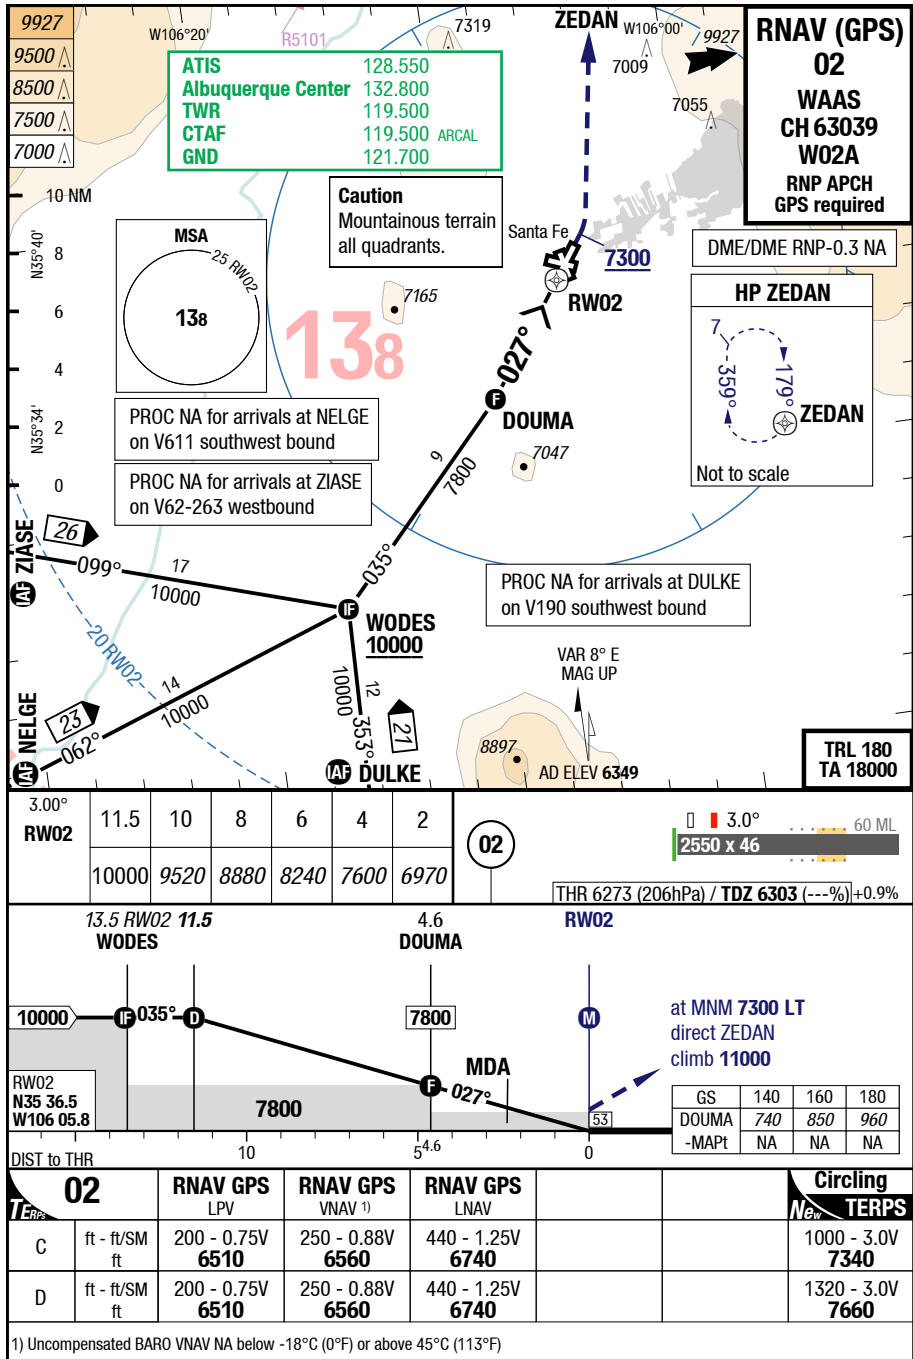 9927
9500
8500
7500
7000
W106°20'
R5101
7319
ZEDAN
W106°00'
9927
7009
7055
RNAV (GPS)
02
WAAS
CH 63039
W02A
RNP APCH
GPS required
ATIS 128.550
Albuquerque Center 132.800
TWR 119.500
CTAF 119.500 ARCAL
GND 121.700
Caution
Mountainous terrain
all quadrants.
10 NM
8
6
4
2
0
N35°40'
N35°34'
MSA
25 RW02
138
138
7165
Santa Fe
7300
RW02
DME/DME RNP-0.3 NA
HP ZEDAN
7
359°
179°
ZEDAN
Not to scale
PROC NA for arrivals at NELGE
on V611 southwest bound
PROC NA for arrivals at ZIASE
on V62-263 westbound
027°
F
DOUMA
7047
9
7800
035°
ZIASE
IAF
26
099°
17
10000
IF
WODES
10000
PROC NA for arrivals at DULKE
on V190 southwest bound
20 RW02
14
10000
NELGE
IAF
23
062°
12
10000
353°
21
IAF DULKE
VAR 8° E
MAG UP
8897
AD ELEV 6349
TRL 180
TA 18000
3.00°
RW02
11.5 10 8 6 4 2
10000 9520 8880 8240 7600 6970
02
3.0°
60 ML
2550 x 46
THR 6273 (206hPa) / TDZ 6303 (---%) +0.9%
13.5 RW02 11.5 4.6 RW02
WODES DOUMA
10000 IF 035° D 7800 M
at MNM 7300 LT
direct ZEDAN
climb 11000
MDA
F
027°
7800
53
RW02
N35 36.5
W106 05.8
GS 140 160 180
DOUMA 740 850 960
-MAPt NA NA NA
DIST to THR 10 5 4.6 0
TERPS 02
RNAV GPS RNAV GPS RNAV GPS
LPV VNAV 1) LNAV
Circling
New TERPS
C ft - ft/SM 200 - 0.75V 250 - 0.88V 440 - 1.25V 1000 - 3.0V
ft 6510 6560 6740 7340
D ft - ft/SM 200 - 0.75V 250 - 0.88V 440 - 1.25V 1320 - 3.0V
ft 6510 6560 6740 7660
1) Uncompensated BARO VNAV NA below -18°C (0°F) or above 45°C (113°F)